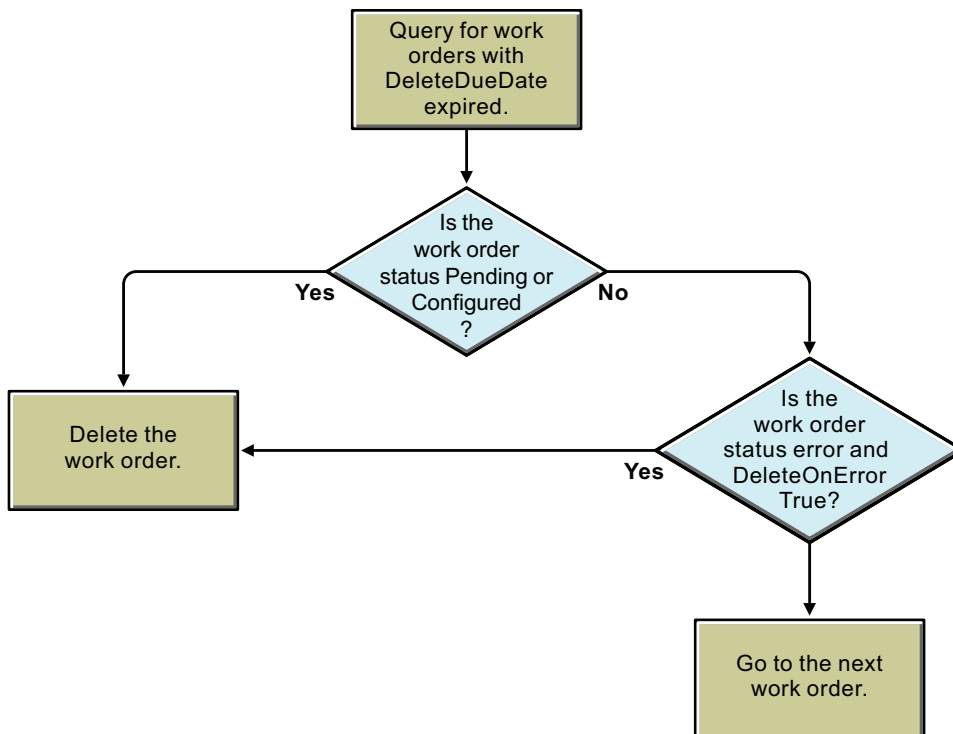 Query for work
orders with
DeleteDueDate
expired.
Is the
work order
status Pending or
Configured
?
Yes
No
Delete the
work order.
Is the
work order
status error and
DeleteOnError
True?
Yes
Go to the next
work order.